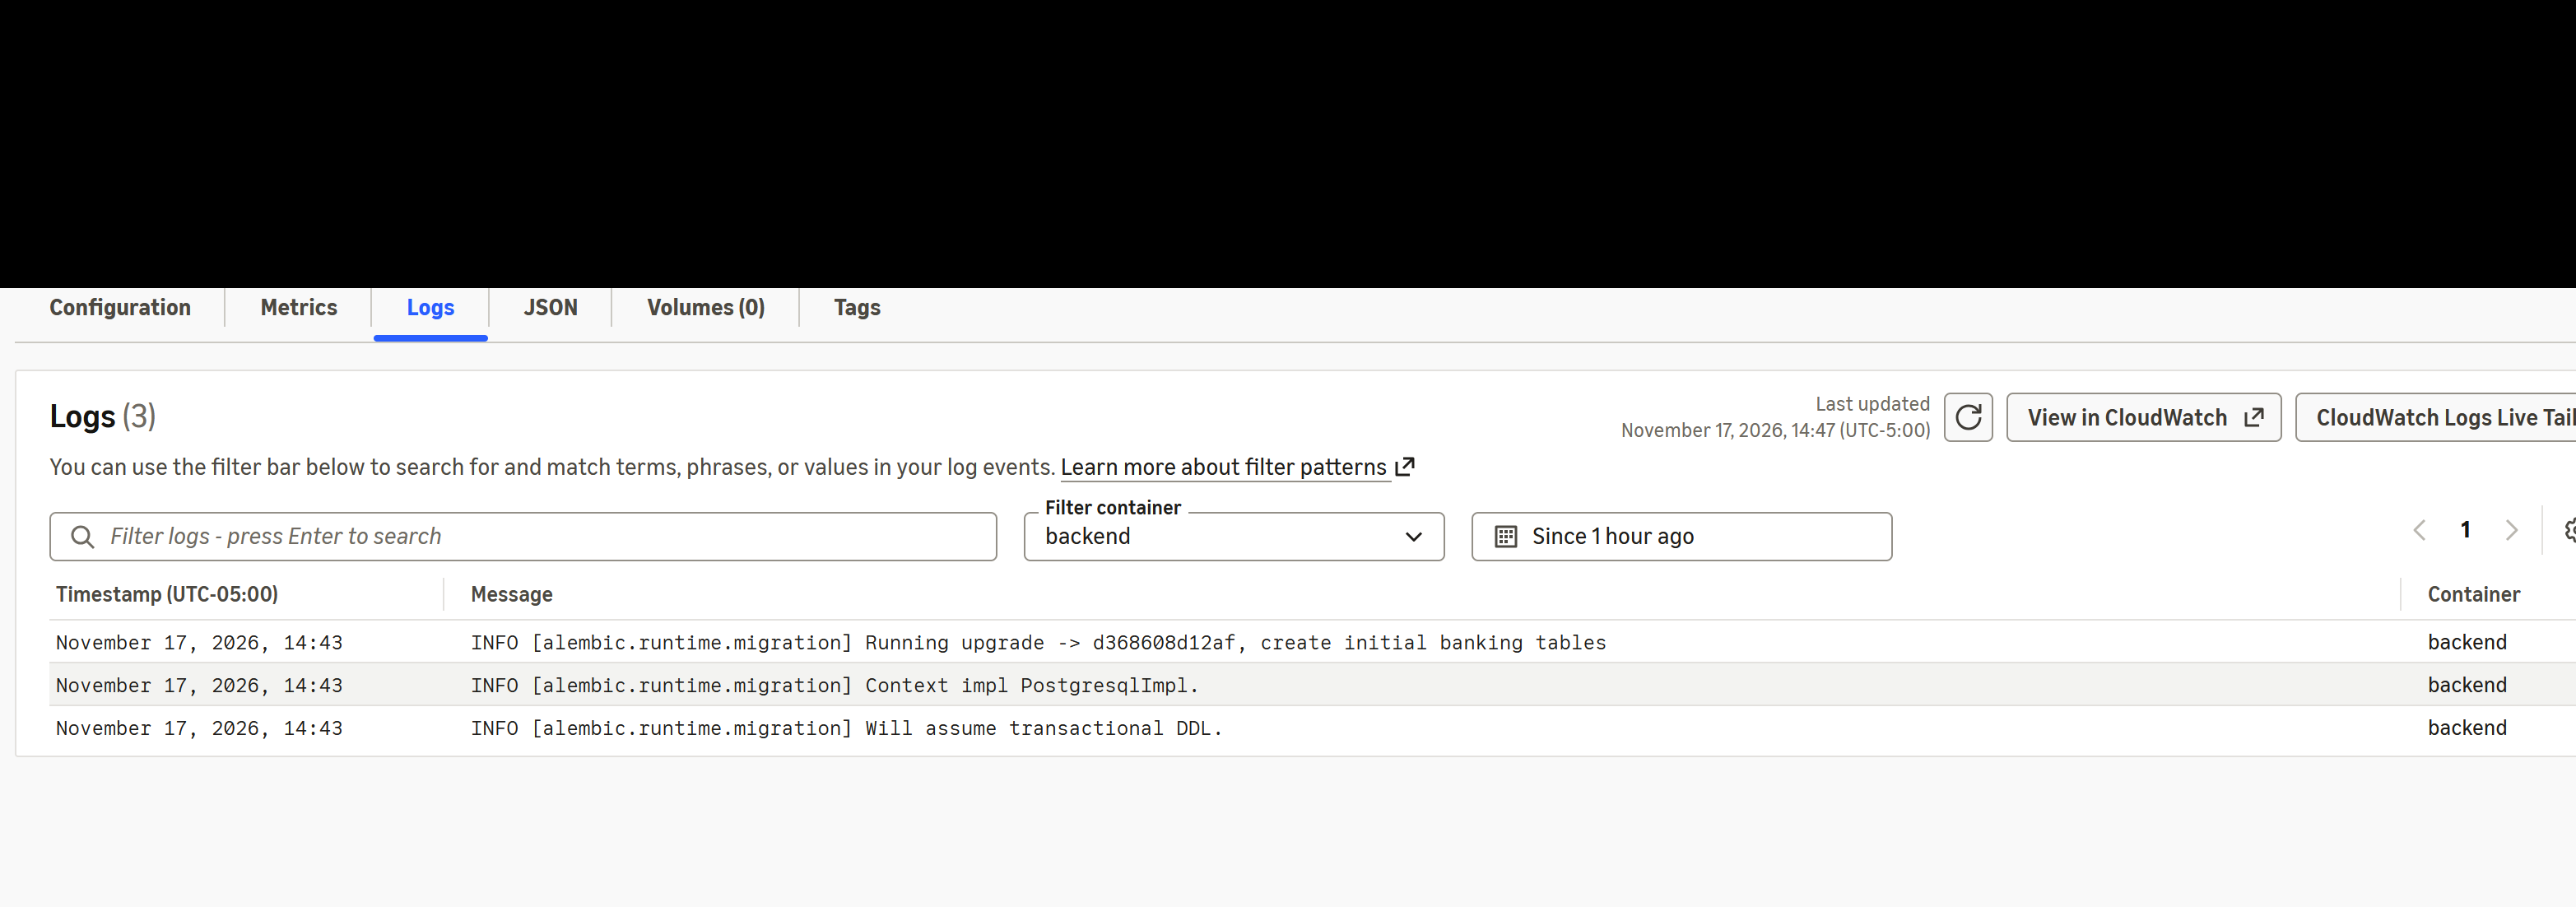 Configuration Metrics Logs JSON Volumes (0) Tags
Logs (3)
Last updated
November 17, 2026, 14:47 (UTC-5:00)
View in CloudWatch
CloudWatch Logs Live Tail
You can use the filter bar below to search for and match terms, phrases, or values in your log events. Learn more about filter patterns
Filter logs - press Enter to search
Filter container
backend
Since 1 hour ago
1
Timestamp (UTC-05:00) Message Container
November 17, 2026, 14:43 INFO [alembic.runtime.migration] Running upgrade -> d368608d12af, create initial banking tables backend
November 17, 2026, 14:43 INFO [alembic.runtime.migration] Context impl PostgresqlImpl. backend
November 17, 2026, 14:43 INFO [alembic.runtime.migration] Will assume transactional DDL. backend